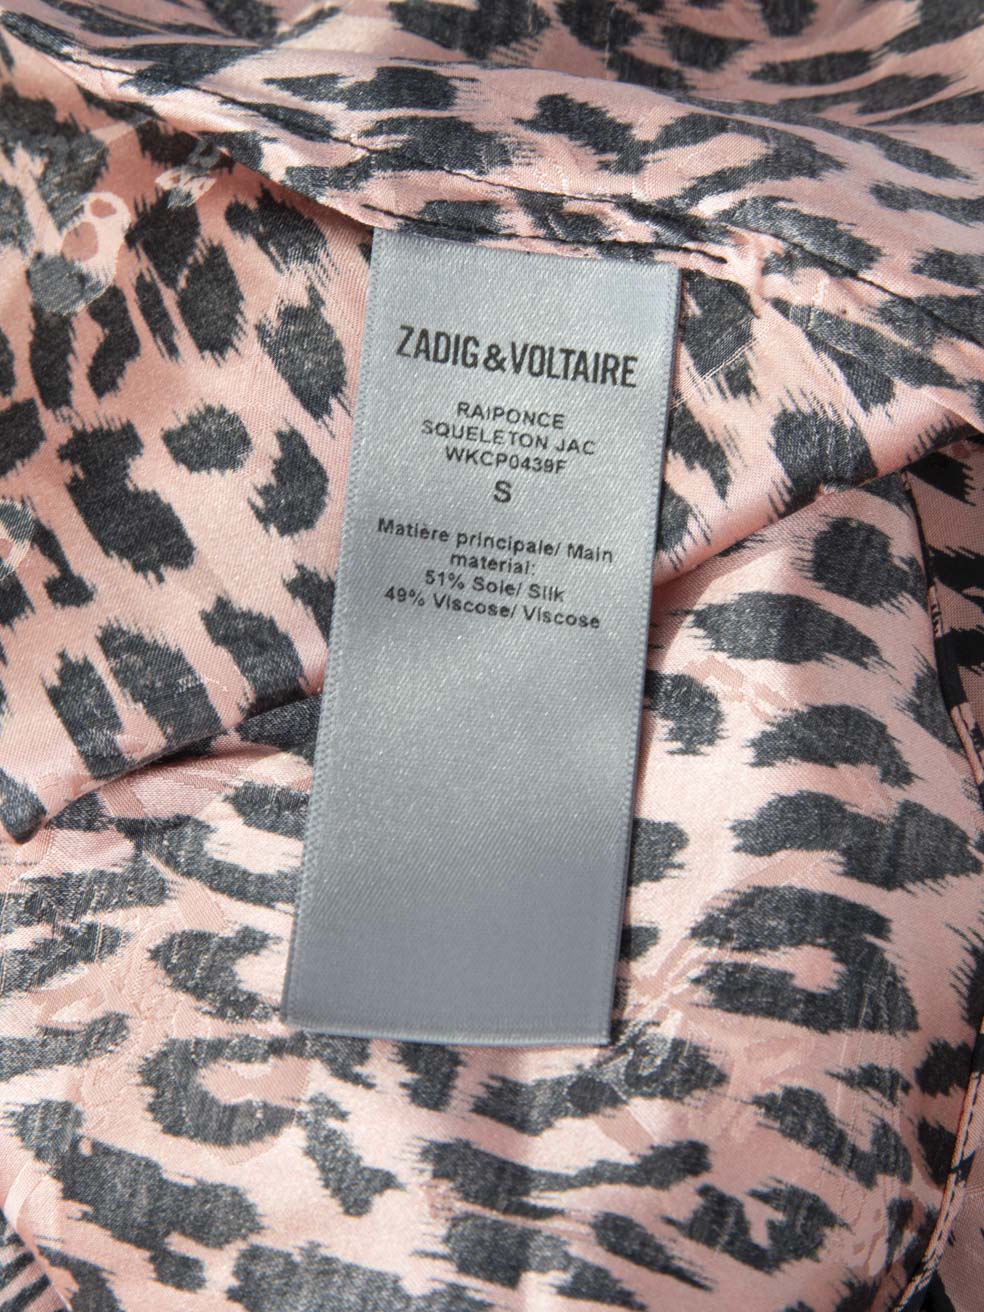 ZADIG&VOLTAIRE
RAIPONCE
SQUELETON JAC
WKCP0439F
S
Matière principale/ Main
material:
51% Soie/ Silk
49% Viscose/ Viscose